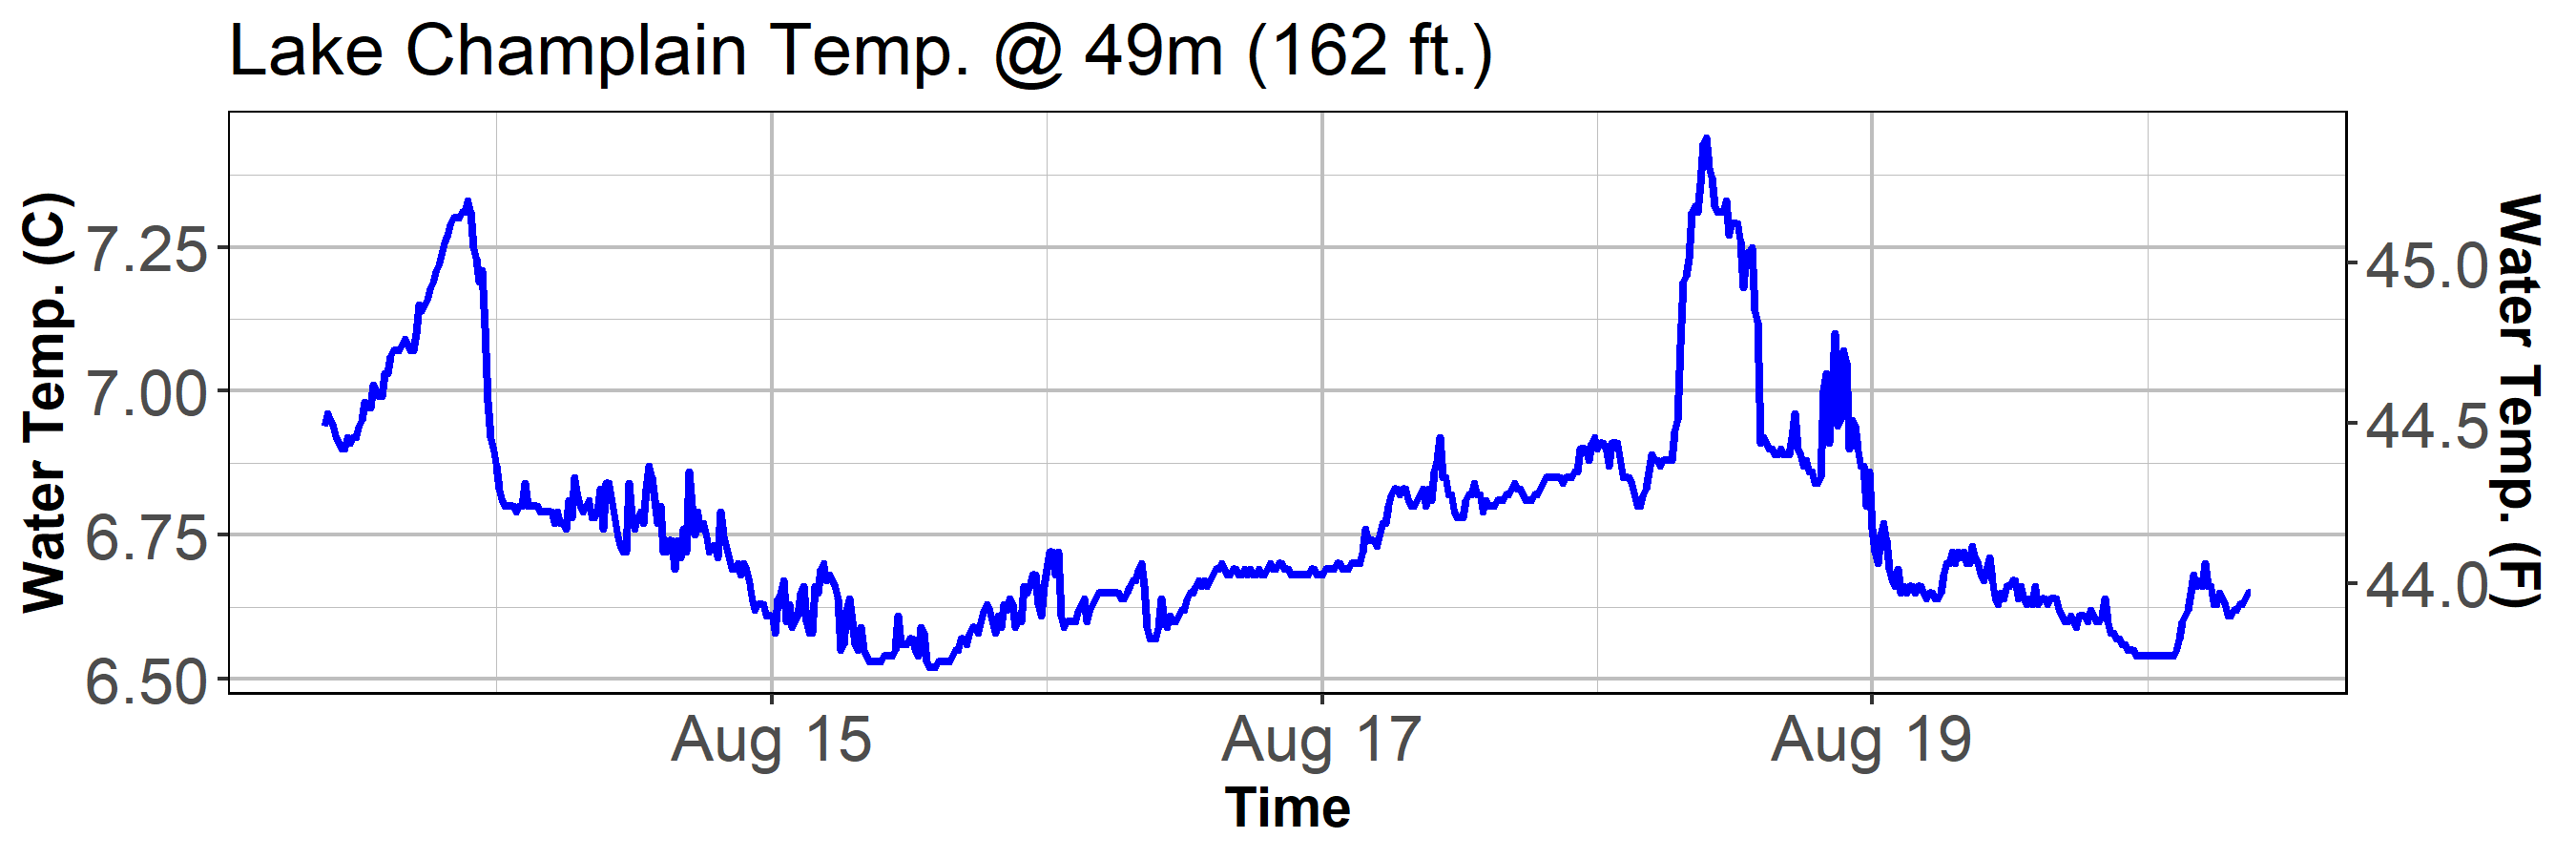 Lake Champlain Temp. @ 49m (162 ft.)
Water Temp. (C)
7.25
7.00
6.75
6.50
45.0
44.5
44.0
Water Temp. (F)
Aug 15
Aug 17
Aug 19
Time